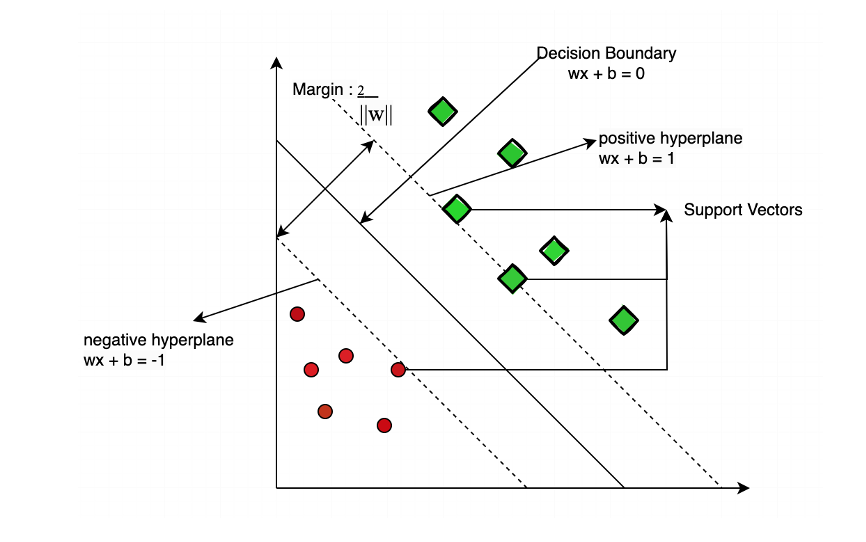 Decision Boundary
wx + b = 0
Margin : 2
||w||
positive hyperplane
wx + b = 1
Support Vectors
negative hyperplane
wx + b = -1